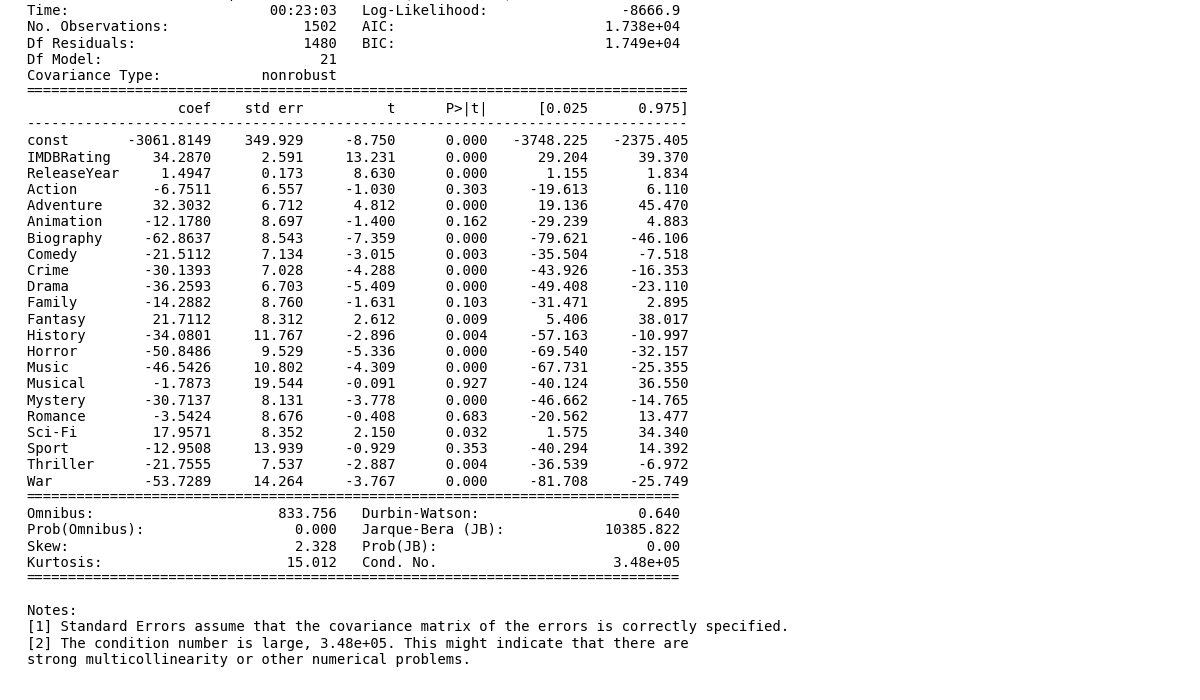 Time:                        00:23:03   Log-Likelihood:                -8666.9
No. Observations:                1502   AIC:                         1.738e+04
Df Residuals:                    1480   BIC:                         1.749e+04
Df Model:                          21
Covariance Type:            nonrobust
===============================================================================
                  coef    std err          t      P>|t|      [0.025      0.975]
-------------------------------------------------------------------------------
const       -3061.8149    349.929     -8.750      0.000   -3748.225   -2375.405
IMDBRating     34.2870      2.591     13.231      0.000      29.204      39.370
ReleaseYear     1.4947      0.173      8.630      0.000       1.155       1.834
Action         -6.7511      6.557     -1.030      0.303     -19.613       6.110
Adventure      32.3032      6.712      4.812      0.000      19.136      45.470
Animation     -12.1780      8.697     -1.400      0.162     -29.239       4.883
Biography     -62.8637      8.543     -7.359      0.000     -79.621     -46.106
Comedy        -21.5112      7.134     -3.015      0.003     -35.504      -7.518
Crime         -30.1393      7.028     -4.288      0.000     -43.926     -16.353
Drama         -36.2593      6.703     -5.409      0.000     -49.408     -23.110
Family        -14.2882      8.760     -1.631      0.103     -31.471       2.895
Fantasy        21.7112      8.312      2.612      0.009       5.406      38.017
History       -34.0801     11.767     -2.896      0.004     -57.163     -10.997
Horror        -50.8486      9.529     -5.336      0.000     -69.540     -32.157
Music         -46.5426     10.802     -4.309      0.000     -67.731     -25.355
Musical        -1.7873     19.544     -0.091      0.927     -40.124      36.550
Mystery       -30.7137      8.131     -3.778      0.000     -46.662     -14.765
Romance        -3.5424      8.676     -0.408      0.683     -20.562      13.477
Sci-Fi         17.9571      8.352      2.150      0.032       1.575      34.340
Sport         -12.9508     13.939     -0.929      0.353     -40.294      14.392
Thriller      -21.7555      7.537     -2.887      0.004     -36.539      -6.972
War           -53.7289     14.264     -3.767      0.000     -81.708     -25.749
==============================================================================
Omnibus:                      833.756   Durbin-Watson:                   0.640
Prob(Omnibus):                  0.000   Jarque-Bera (JB):            10385.822
Skew:                           2.328   Prob(JB):                         0.00
Kurtosis:                      15.012   Cond. No.                     3.48e+05
==============================================================================
Notes:
[1] Standard Errors assume that the covariance matrix of the errors is correctly specified.
[2] The condition number is large, 3.48e+05. This might indicate that there are
strong multicollinearity or other numerical problems.